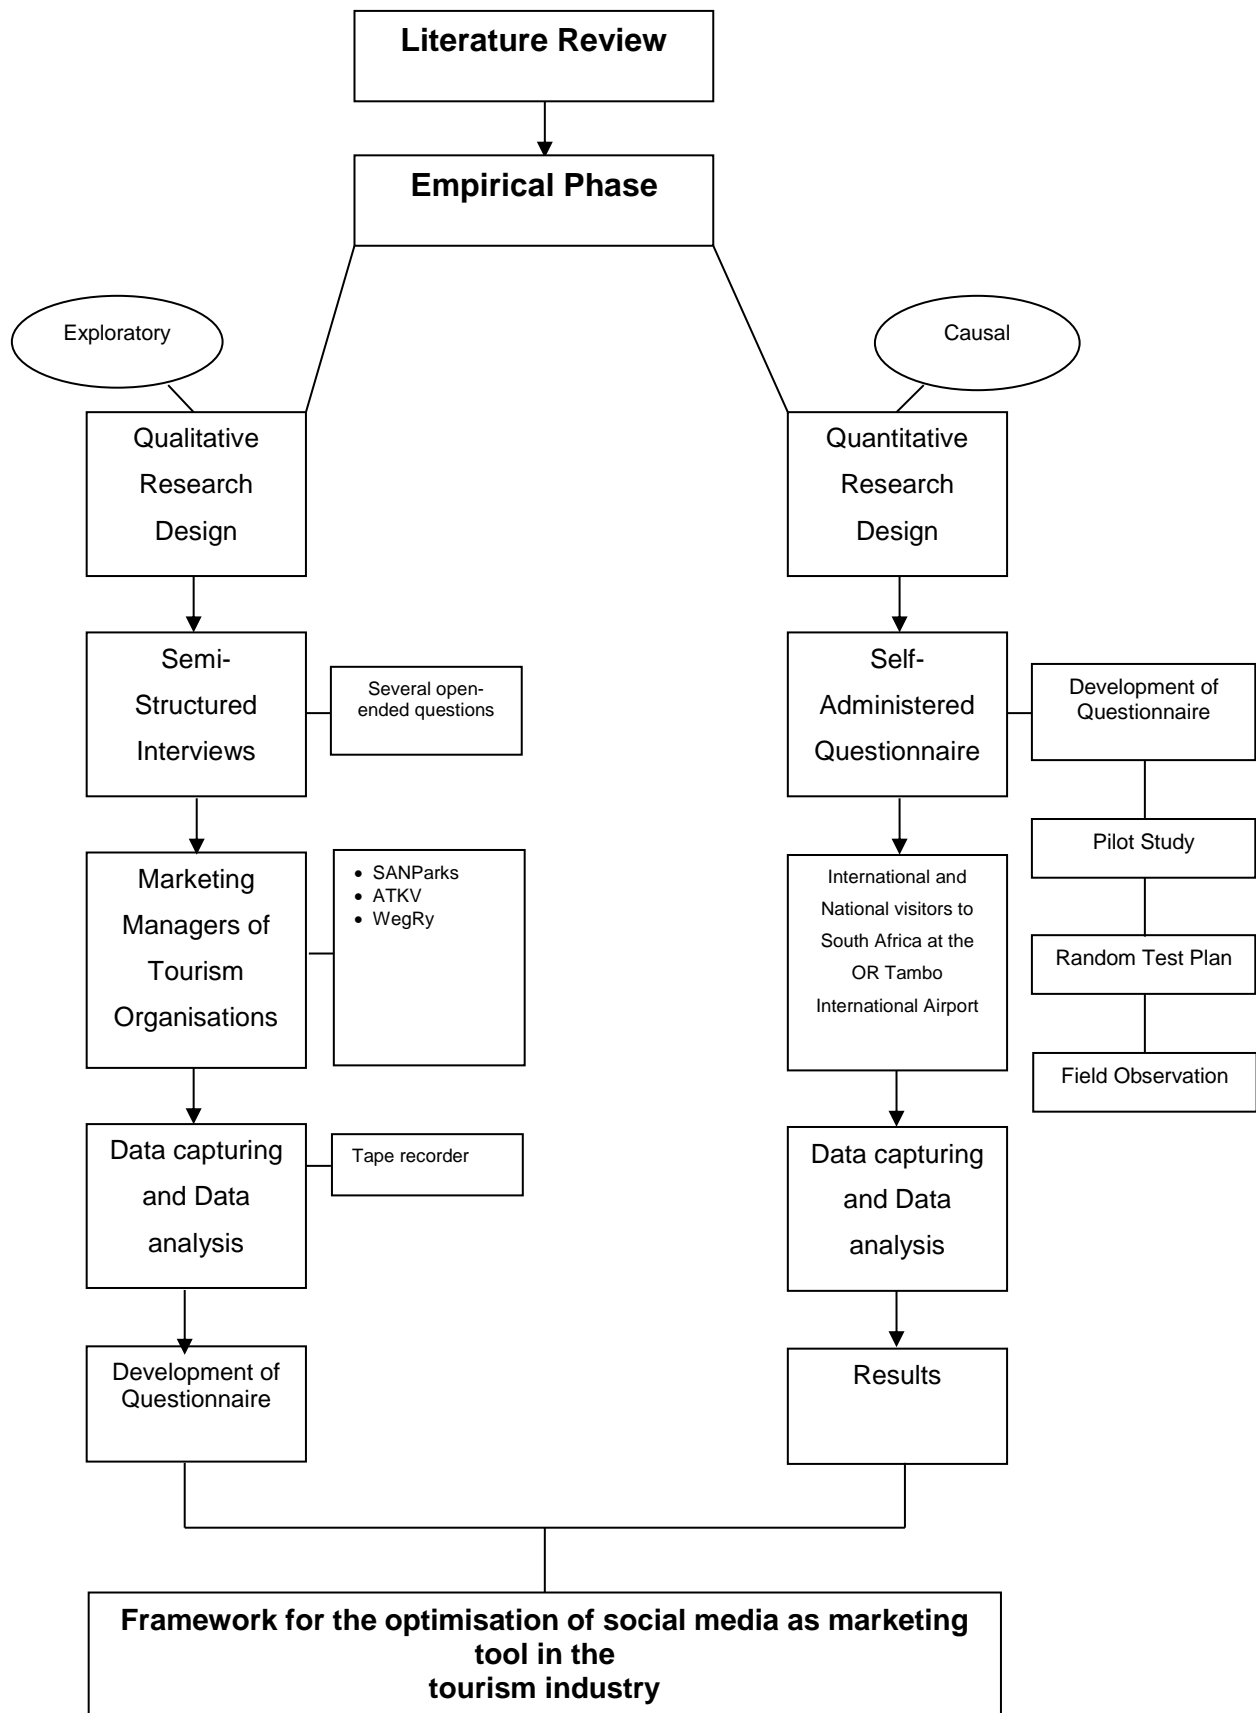 Literature Review
Empirical Phase
Exploratory
Causal
Qualitative
Research
Design
Quantitative
Research
Design
Semi-
Structured
Interviews
Several open-
ended questions
Self-
Administered
Questionnaire
Development of
Questionnaire
Pilot Study
Marketing
Managers of
Tourism
Organisations
• SANParks
• ATKV
• WegRy
International and
National visitors to
South Africa at the
OR Tambo
International Airport
Random Test Plan
Field Observation
Data capturing
and Data
analysis
Tape recorder
Data capturing
and Data
analysis
Development of
Questionnaire
Results
Framework for the optimisation of social media as marketing
tool in the
tourism industry